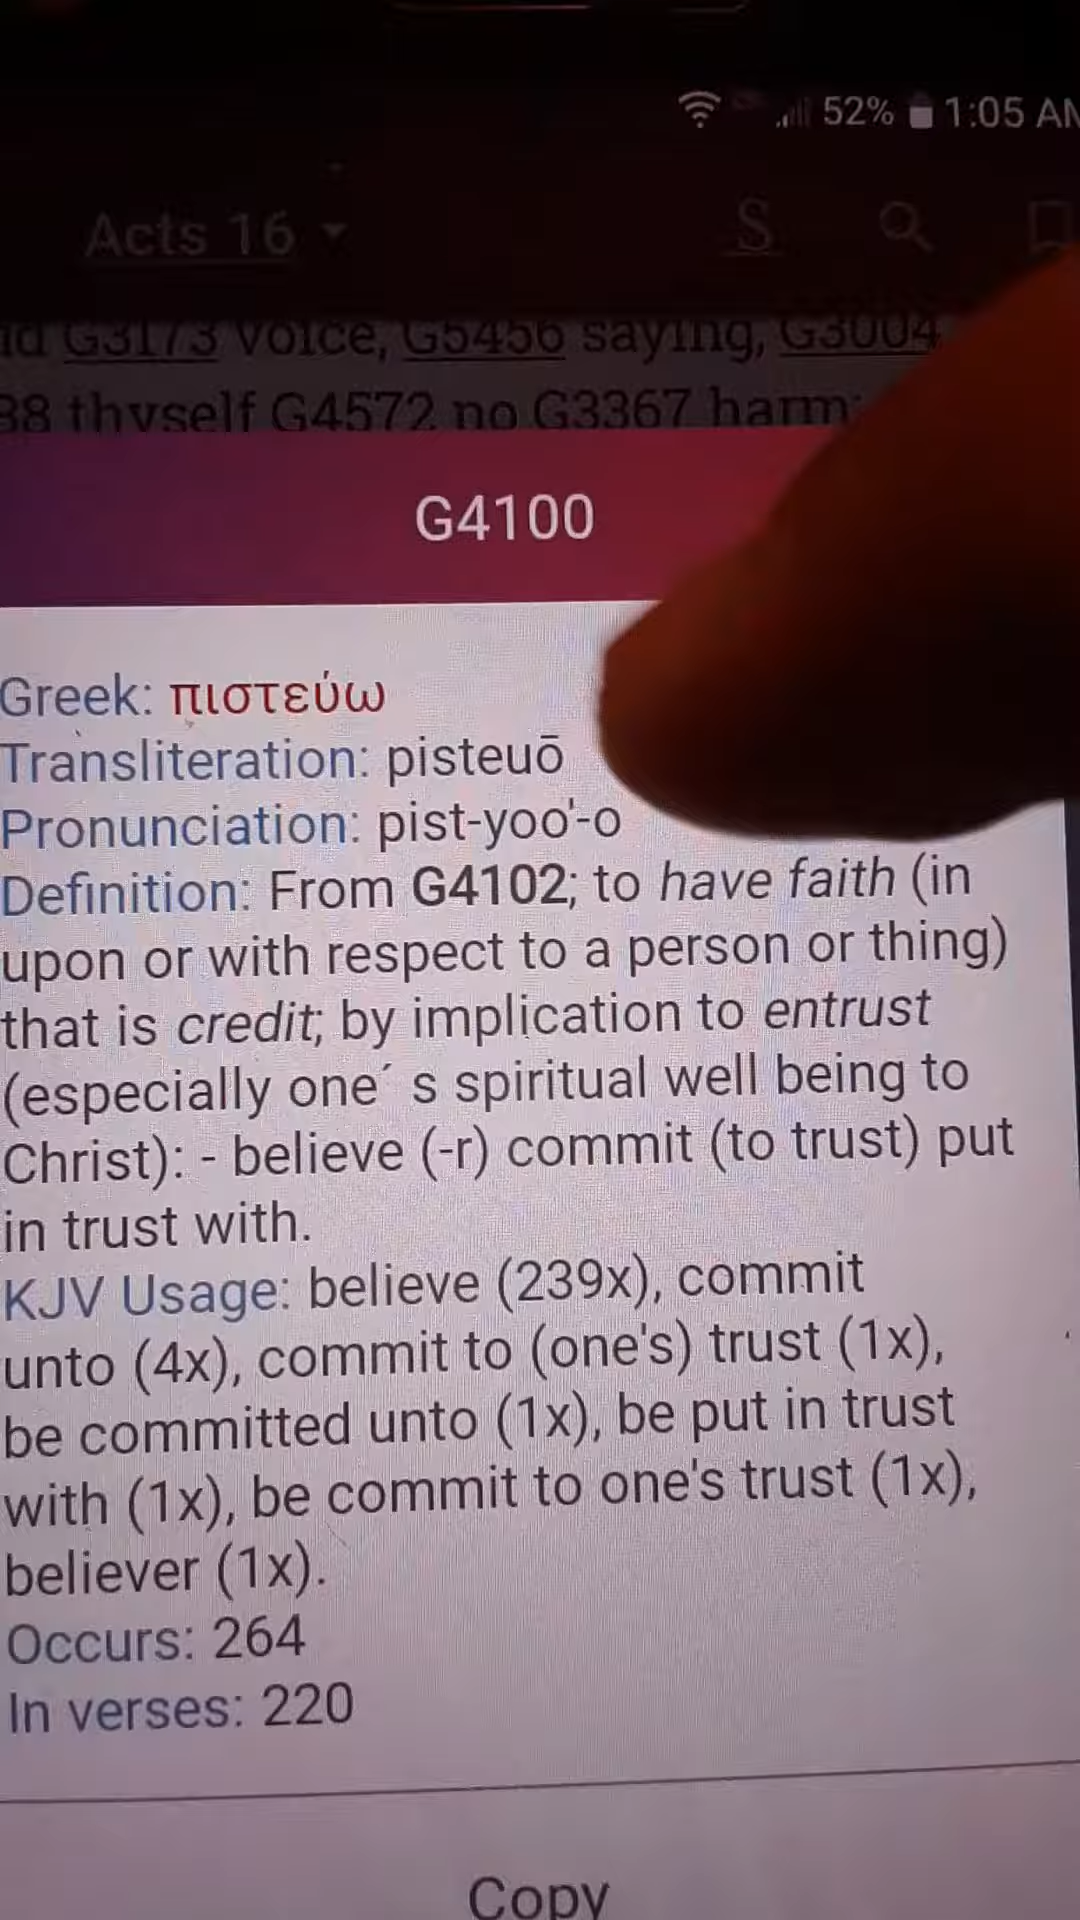 52% 1:05 AM
Acts 16 S
G3173 voice, G5456 saying, G3004
thyself G4572 no G3367 harm:
G4100
Greek: πιστεύω
Transliteration: pisteuō
Pronunciation: pist-yoo'-o
Definition: From G4102; to have faith (in
upon or with respect to a person or thing)
that is credit; by implication to entrust
(especially one´ s spiritual well being to
Christ): - believe (-r) commit (to trust) put
in trust with.
KJV Usage: believe (239x), commit
unto (4x), commit to (one's) trust (1x),
be committed unto (1x), be put in trust
with (1x), be commit to one's trust (1x),
believer (1x).
Occurs: 264
In verses: 220
Copy